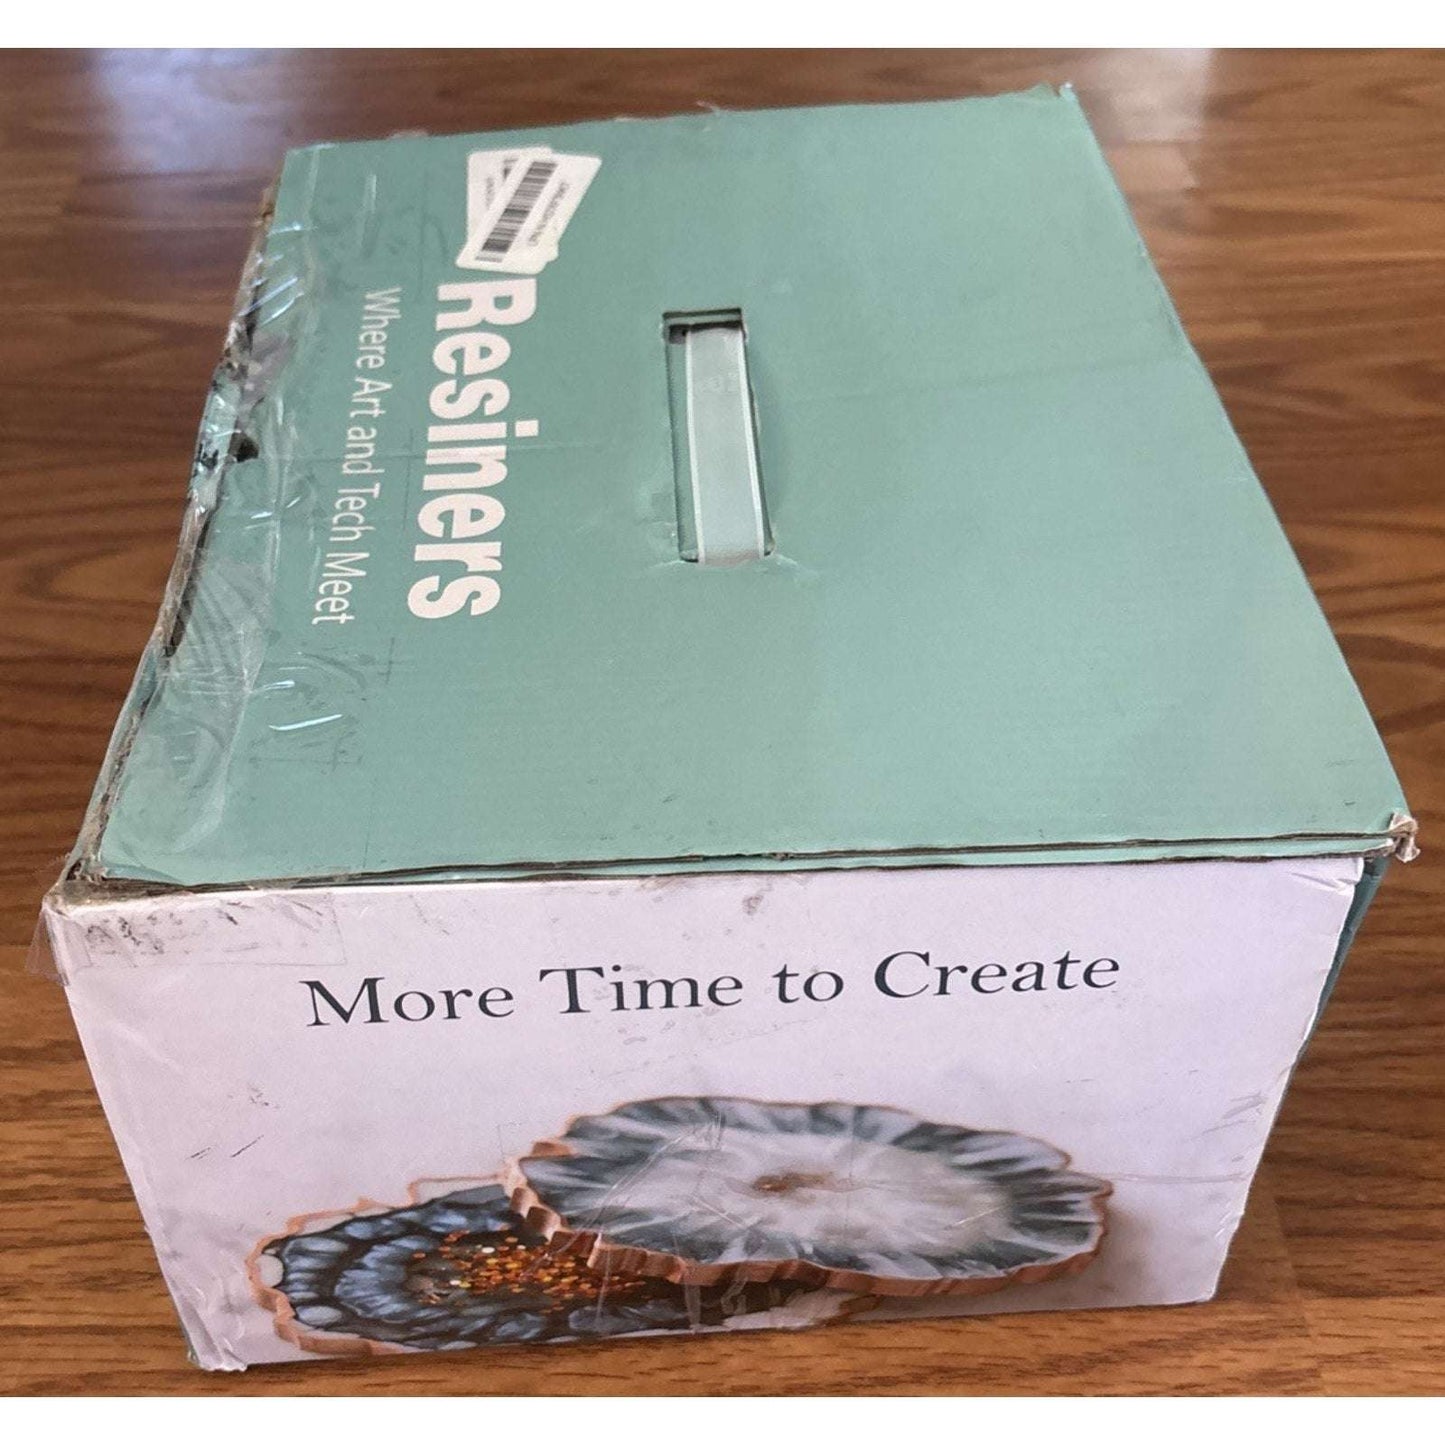 Resiners
Where Art and Tech Meet
More Time to Create